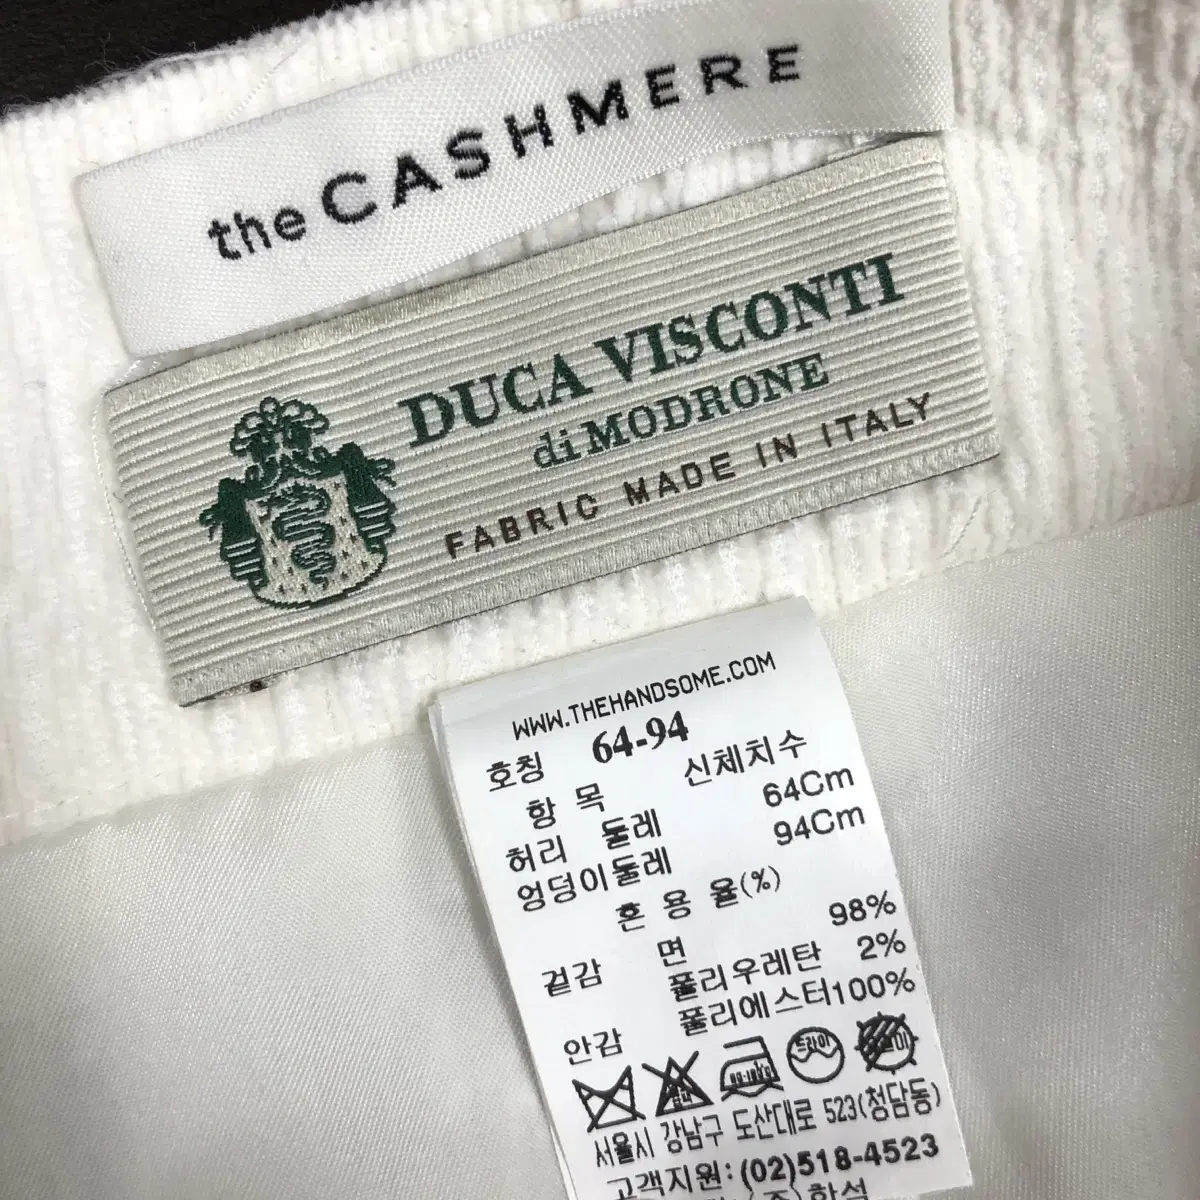 the CASHMERE
DUCA VISCONTI
di MODRONE
FABRIC MADE IN ITALY
WWW.THEHANDSOME.COM
호칭 64-94
항 목 신체치수
허리 둘레 64Cm
엉덩이둘레 94Cm
혼 용 율(%)
겉감 면 98%
폴리우레탄 2%
안감 폴리에스터100%
드라이
서울시 강남구 도산대로 523(청담동)
고객지원: (02)518-4523